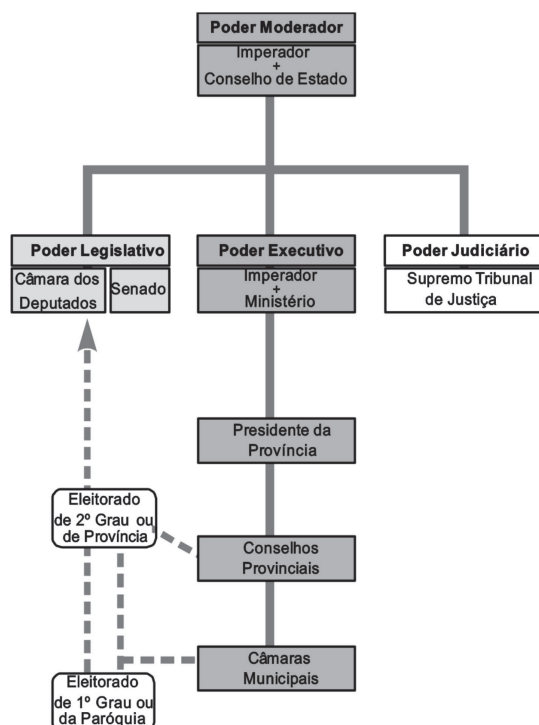 Poder Moderador
Imperador
+
Conselho de Estado
Poder Legislativo
Câmara dos
Deputados
Senado
Poder Executivo
Imperador
+
Ministério
Poder Judiciário
Supremo Tribunal
de Justiça
Presidente da
Província
Eleitorado
de 2º Grau ou
de Província
Conselhos
Provinciais
Câmaras
Municipais
Eleitorado
de 1º Grau ou
da Paróquia